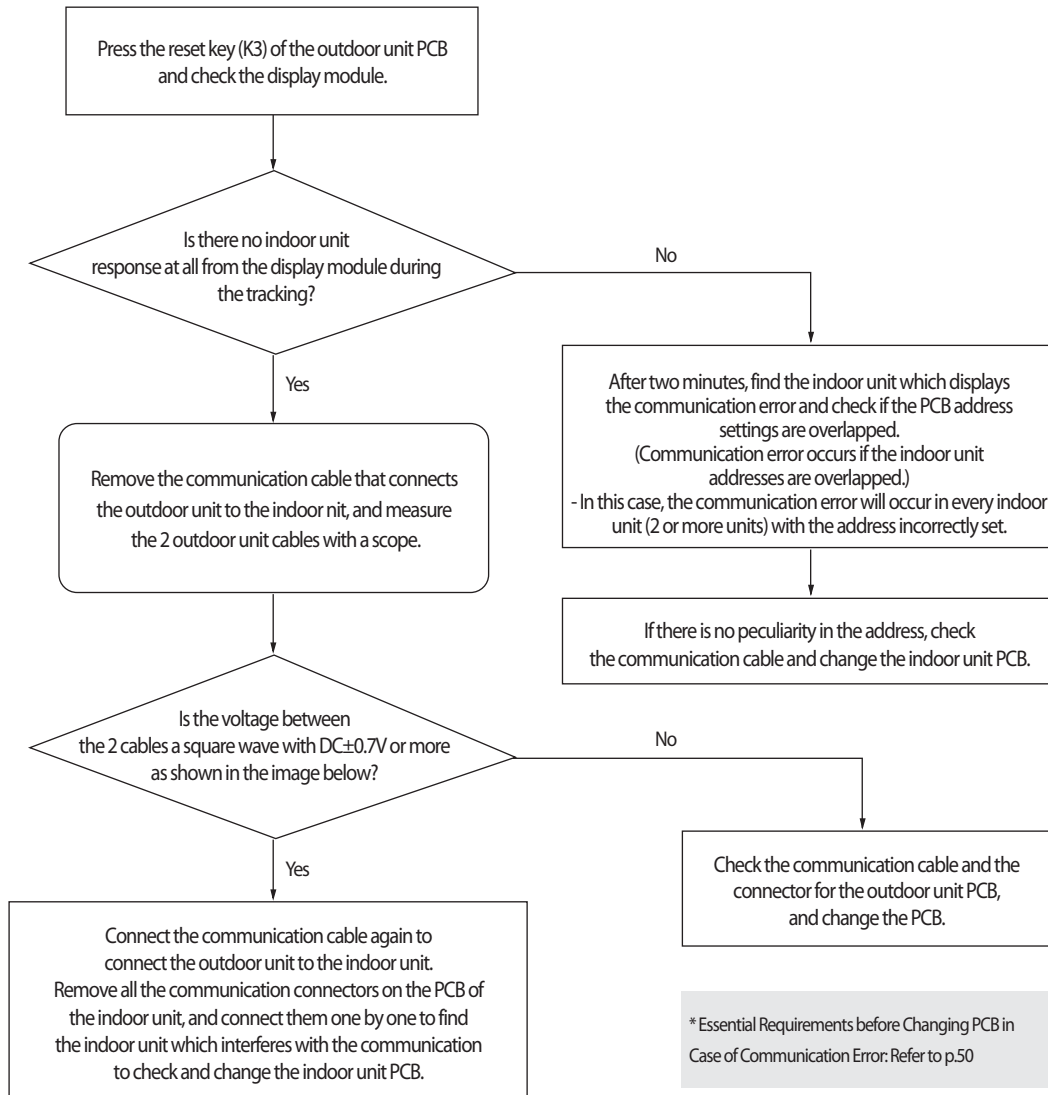 Press the reset key (K3) of the outdoor unit PCB
and check the display module.
Is there no indoor unit
response at all from the display module during
the tracking?
No
Yes
After two minutes, find the indoor unit which displays
the communication error and check if the PCB address
settings are overlapped.
(Communication error occurs if the indoor unit
addresses are overlapped.)
- In this case, the communication error will occur in every indoor
unit (2 or more units) with the address incorrectly set.
Remove the communication cable that connects
the outdoor unit to the indoor nit, and measure
the 2 outdoor unit cables with a scope.
If there is no peculiarity in the address, check
the communication cable and change the indoor unit PCB.
Is the voltage between
the 2 cables a square wave with DC±0.7V or more
as shown in the image below?
No
Yes
Check the communication cable and the
connector for the outdoor unit PCB,
and change the PCB.
Connect the communication cable again to
connect the outdoor unit to the indoor unit.
Remove all the communication connectors on the PCB of
the indoor unit, and connect them one by one to find
the indoor unit which interferes with the communication
to check and change the indoor unit PCB.
* Essential Requirements before Changing PCB in
Case of Communication Error: Refer to p.50